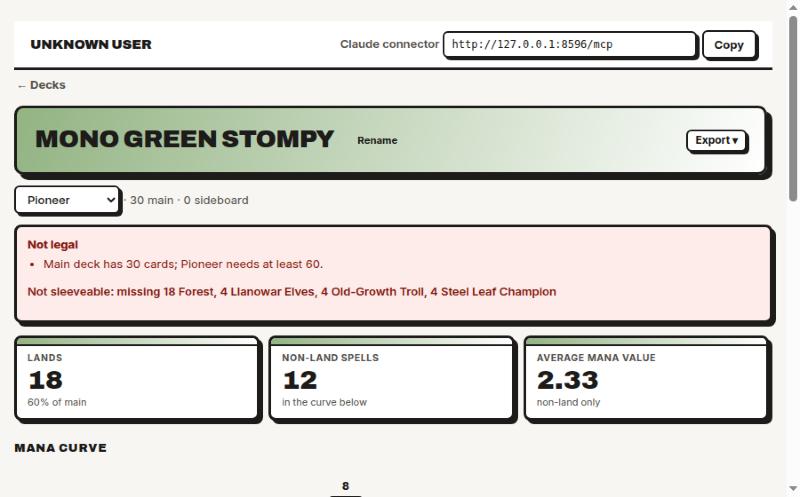 UNKNOWN USER
Claude connector http://127.0.0.1:8596/mcp Copy
← Decks
MONO GREEN STOMPY Rename Export ▾
Pioneer · 30 main · 0 sideboard
Not legal
• Main deck has 30 cards; Pioneer needs at least 60.
Not sleeveable: missing 18 Forest, 4 Llanowar Elves, 4 Old-Growth Troll, 4 Steel Leaf Champion
LANDS
18
60% of main
NON-LAND SPELLS
12
in the curve below
AVERAGE MANA VALUE
2.33
non-land only
MANA CURVE
8